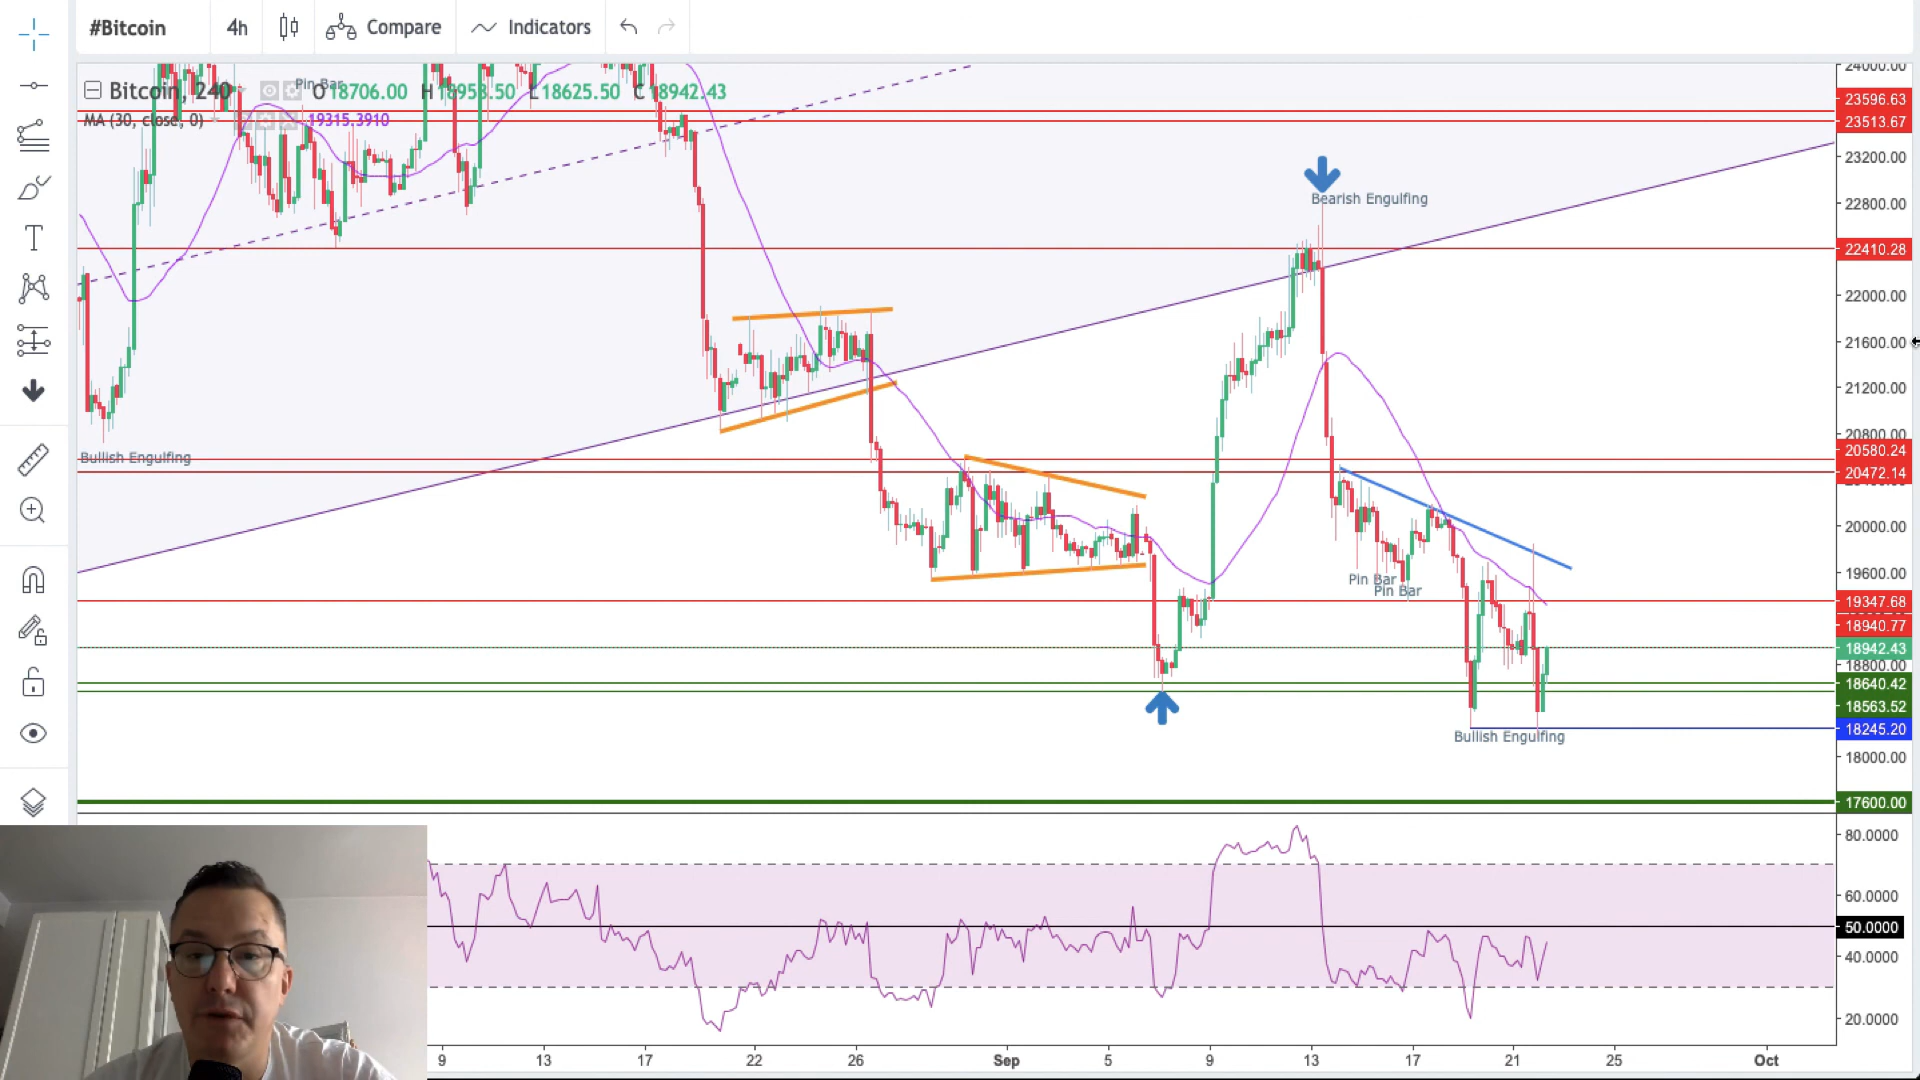 #Bitcoin 4h Compare Indicators
Bitcoin, 240 O 18706.00 H 18958.50 L 18625.50 C 18942.43
Pin Bar
MA (30, close, 0) 19315.3910
Bearish Engulfing
Bullish Engulfing
Pin Bar
Pin Bar
Bullish Engulfing
24000.00
23596.63
23513.67
23200.00
22800.00
22410.28
22000.00
21600.00
21200.00
20800.00
20580.24
20472.14
20000.00
19600.00
19347.68
18940.77
18942.43
18800.00
18640.42
18563.52
18245.20
18000.00
17600.00
80.0000
60.0000
50.0000
40.0000
20.0000
9 13 17 22 26 Sep 5 9 13 17 21 25 Oct